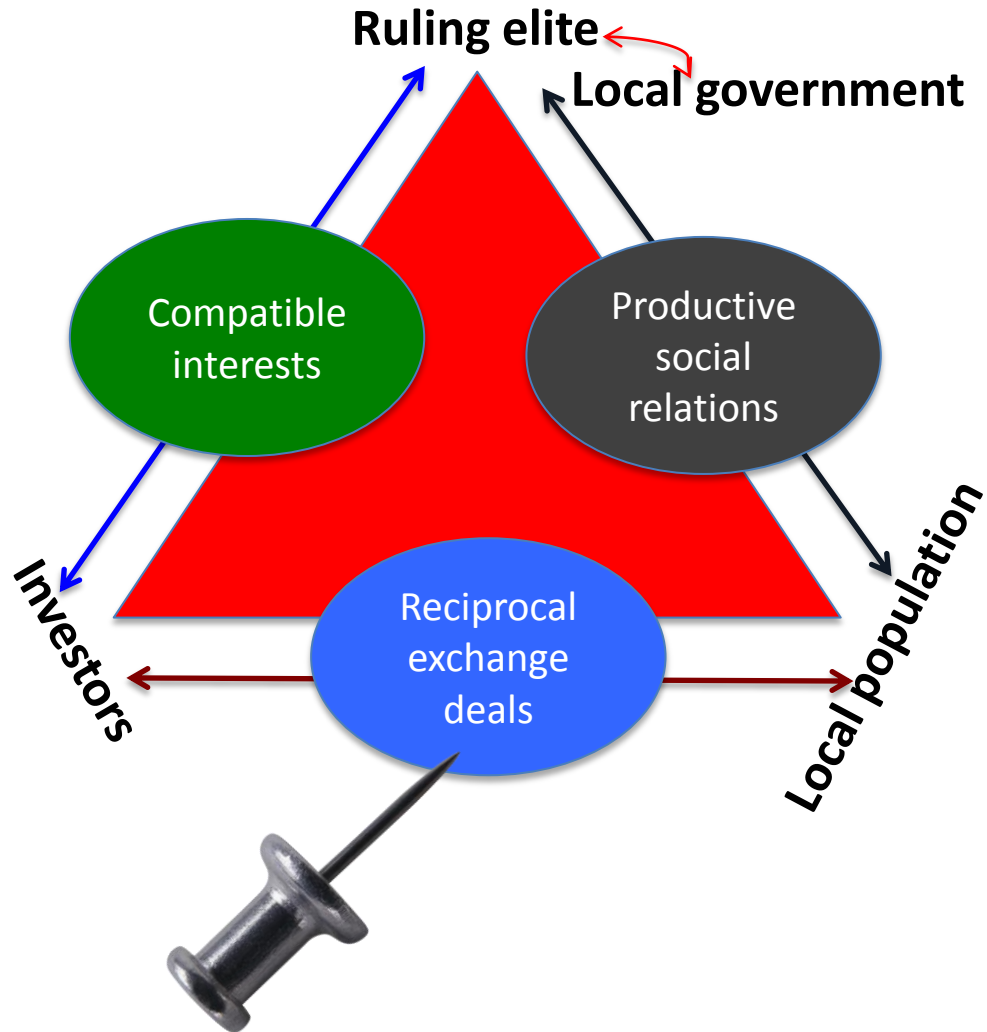 Ruling elite
Local government
Compatible
interests
Productive
social
relations
Investors
Reciprocal
exchange
deals
Local population